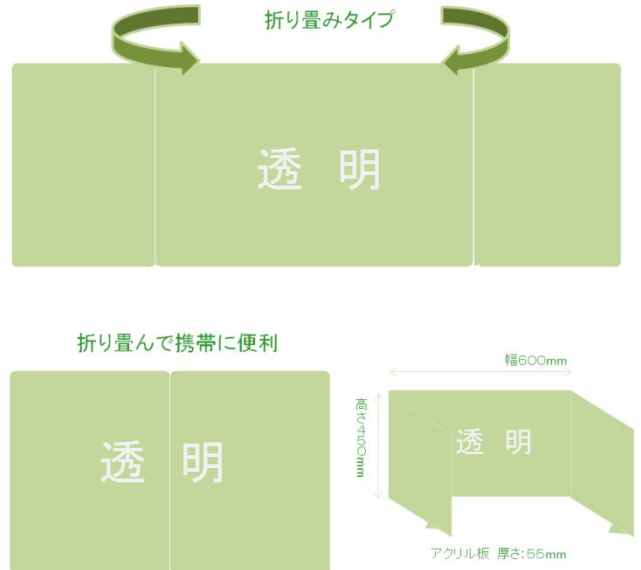 折り畳みタイプ
透 明
折り畳んで携帯に便利
透 明
幅600mm
高さ450mm
透 明
アクリル板 厚さ:55mm